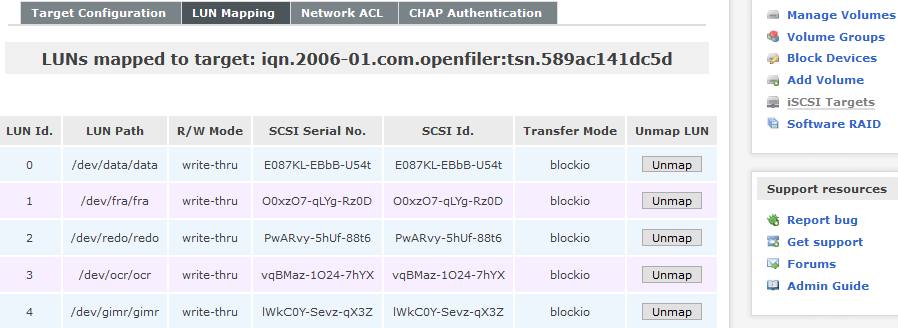 Target Configuration LUN Mapping Network ACL CHAP Authentication
LUNs mapped to target: iqn.2006-01.com.openfiler:tsn.589ac141dc5d
LUN Id. LUN Path R/W Mode SCSI Serial No. SCSI Id. Transfer Mode Unmap LUN
0 /dev/data/data write-thru E087KL-EBbB-U54t E087KL-EBbB-U54t blockio Unmap
1 /dev/fra/fra write-thru O0xzO7-qLYg-Rz0D O0xzO7-qLYg-Rz0D blockio Unmap
2 /dev/redo/redo write-thru PwARvy-5hUf-88t6 PwARvy-5hUf-88t6 blockio Unmap
3 /dev/ocr/ocr write-thru vqBMaz-1O24-7hYX vqBMaz-1O24-7hYX blockio Unmap
4 /dev/gimr/gimr write-thru lWkC0Y-Sevz-qX3Z lWkC0Y-Sevz-qX3Z blockio Unmap
Manage Volumes
Volume Groups
Block Devices
Add Volume
iSCSI Targets
Software RAID
Support resources
Report bug
Get support
Forums
Admin Guide